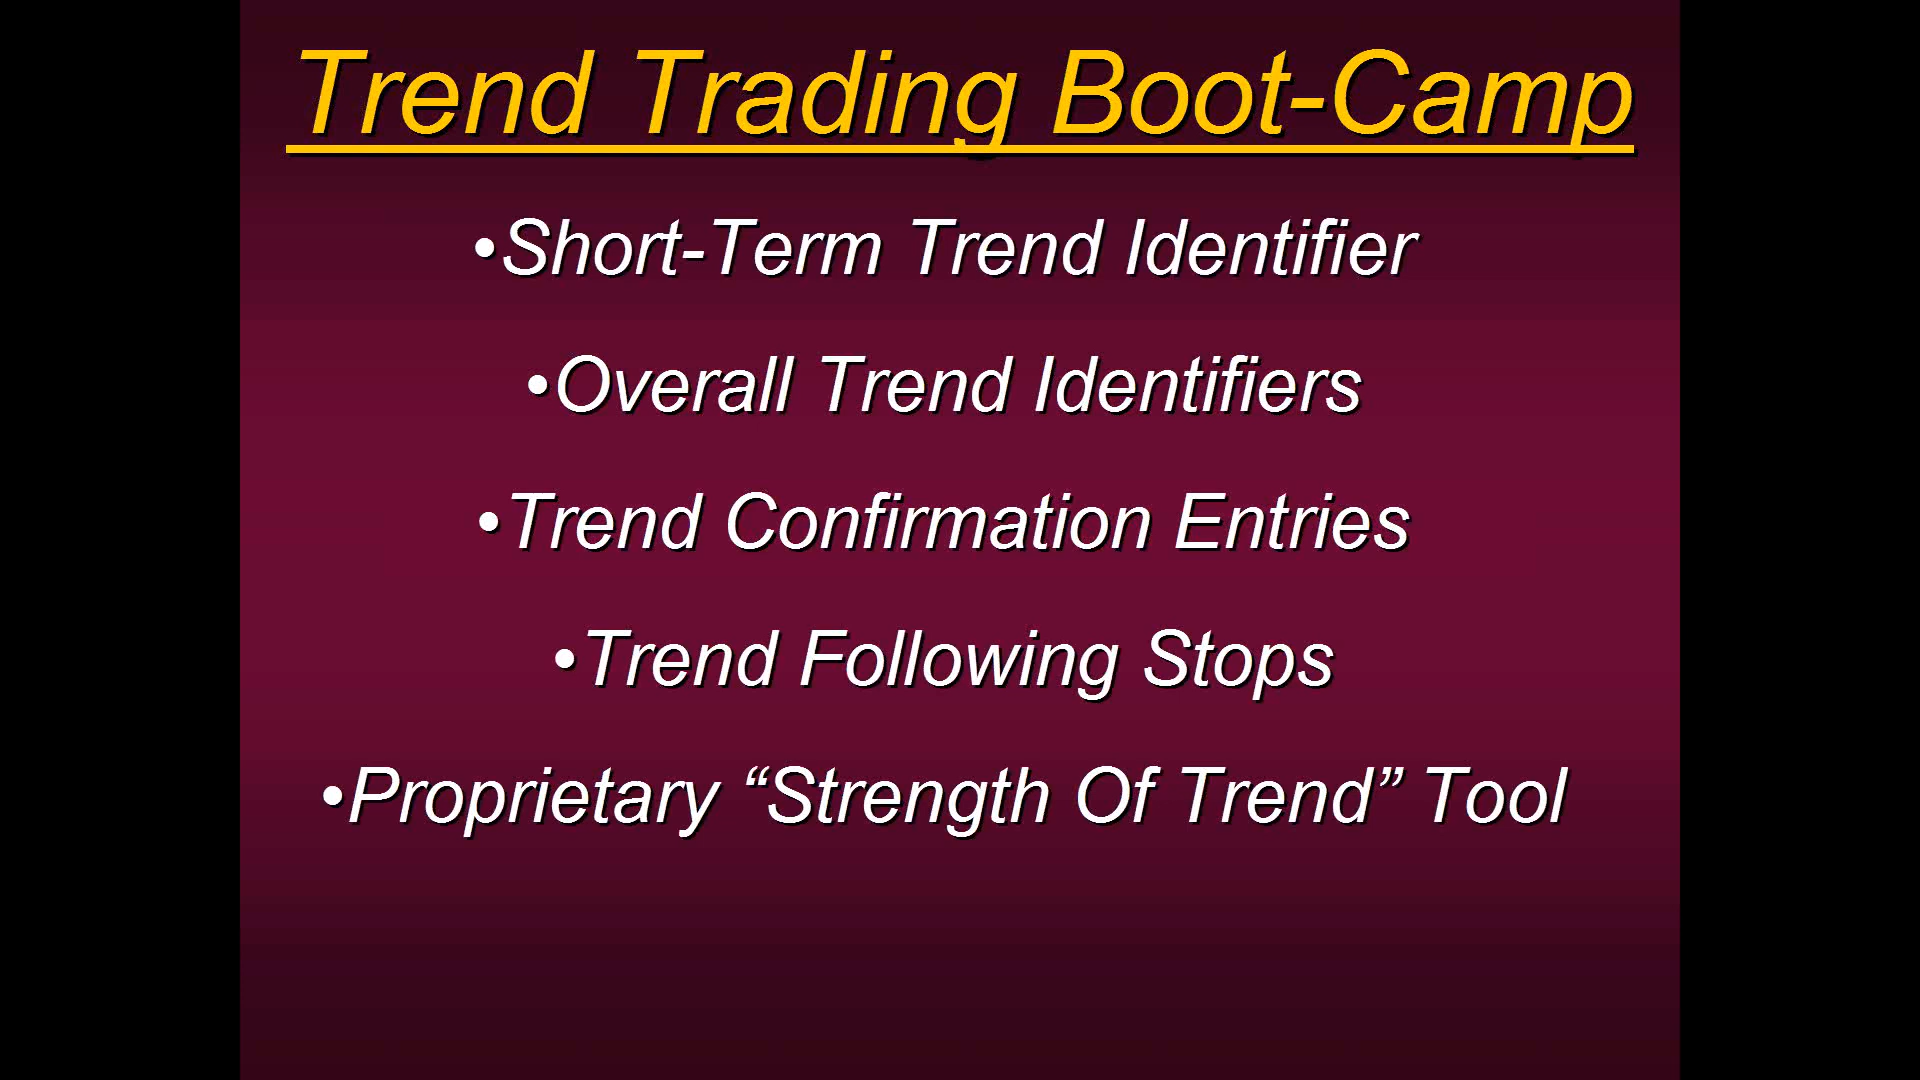 Trend Trading Boot-Camp
•Short-Term Trend Identifier
•Overall Trend Identifiers
•Trend Confirmation Entries
•Trend Following Stops
•Proprietary “Strength Of Trend” Tool